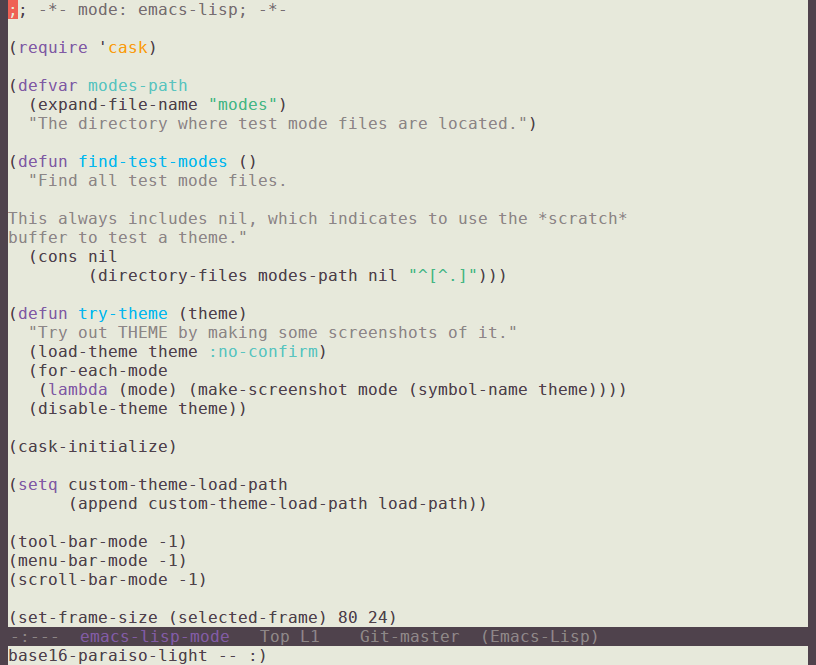 ;; -*- mode: emacs-lisp; -*-

(require 'cask)

(defvar modes-path
  (expand-file-name "modes")
  "The directory where test mode files are located.")

(defun find-test-modes ()
  "Find all test mode files.

This always includes nil, which indicates to use the *scratch*
buffer to test a theme."
  (cons nil
        (directory-files modes-path nil "^[^.]")))

(defun try-theme (theme)
  "Try out THEME by making some screenshots of it."
  (load-theme theme :no-confirm)
  (for-each-mode
   (lambda (mode) (make-screenshot mode (symbol-name theme))))
  (disable-theme theme))

(cask-initialize)

(setq custom-theme-load-path
      (append custom-theme-load-path load-path))

(tool-bar-mode -1)
(menu-bar-mode -1)
(scroll-bar-mode -1)

(set-frame-size (selected-frame) 80 24)
-:---  emacs-lisp-mode   Top L1    Git-master  (Emacs-Lisp)
base16-paraiso-light -- :)